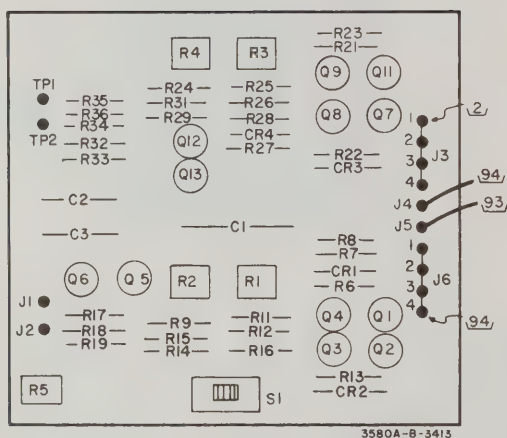 R23
R21
R4
R3
Q9
Q11
TP1
R24
R25
R35
R31
R26
R36
R29
R28
R34
CR4
Q12
R27
Q8
Q7
1
2
TP2
R32
R33
Q13
R22
CR3
2
3
J3
4
C2
J4
94
C1
J5
93
C3
R8
R7
1
CR1
2
J6
R6
3
4
94
Q6
Q5
R2
R1
J1
R17
R9
R11
Q4
Q1
J2
R18
R15
R12
R19
R14
R16
Q3
Q2
R13
CR2
R5
S1
3580A-B-3413